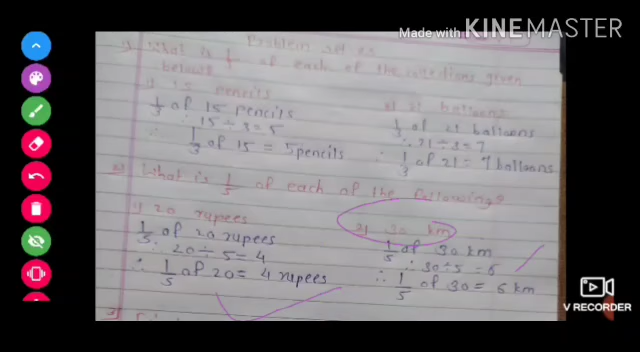 Made with KINEMASTER
Problem set 25
1) What is 1/3 of each of the collections given
below?
1) 15 pencils
1/3 of 15 pencils
∴ 15 ÷ 3 = 5
∴ 1/3 of 15 = 5 pencils
2) 21 balloons
1/3 of 21 balloons
∴ 21 ÷ 3 = 7
∴ 1/3 of 21 = 7 balloons
2) What is 1/5 of each of the following?
1) 20 rupees
1/5 of 20 rupees
∴ 20 ÷ 5 = 4
∴ 1/5 of 20 = 4 rupees
2) 30 km
1/5 of 30 km
∴ 30 ÷ 5 = 6
∴ 1/5 of 30 = 6 km
V RECORDER